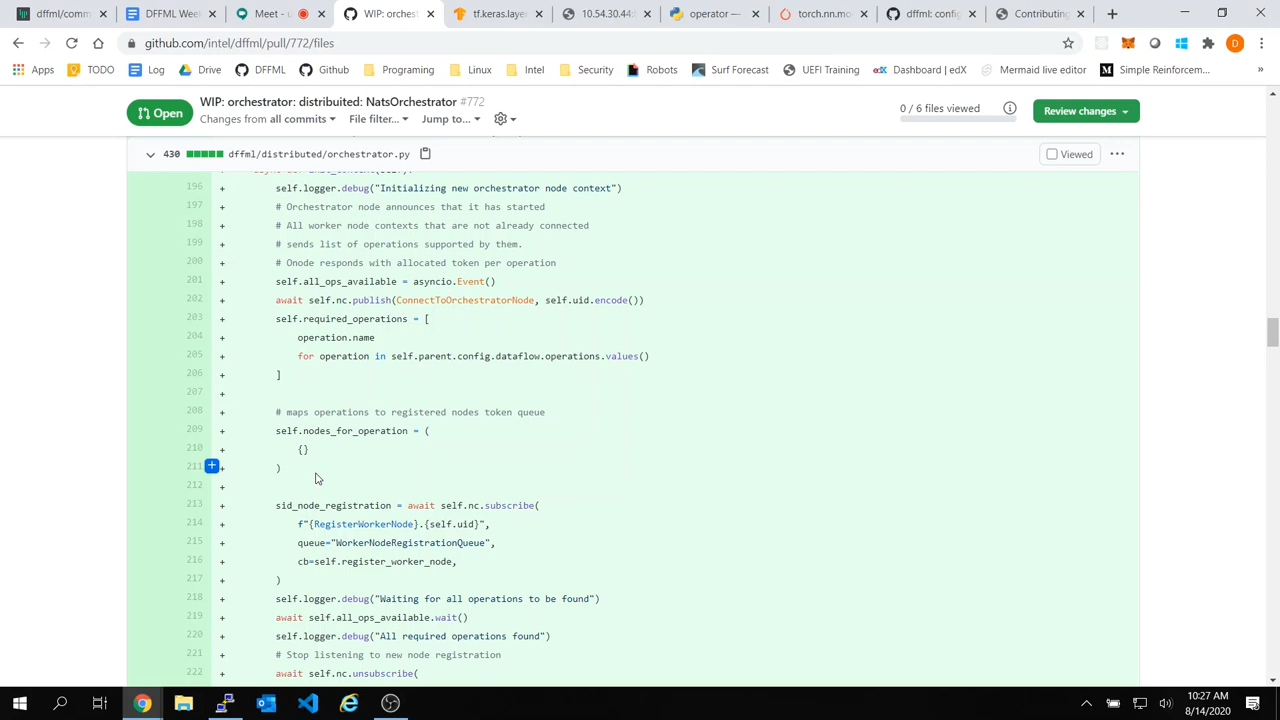 dffml/comm
DFFML Week
Meet - u
WIP: orchest
tf.keras.layer
10.54.30.44:
operator —
torch.nn.mo
dffml: config
Contributing
github.com/intel/dffml/pull/772/files
D
Apps
TODO
Log
Drive
DFFML
Github
Programing
Linux
Intel
Security
Robots
Surf Forecast
UEFI Training
Dashboard | edX
Mermaid live editor
Simple Reinforcem...
»
Open
WIP: orchestrator: distribuited: NatsOrchestrator #772
Changes from all commits
File filter...
Jump to...
0 / 6 files viewed
Review changes
430 dffml/distributed/orchestrator.py
Viewed
196 + self.logger.debug("Initializing new orchestrator node context")
197 + # Orchestrator node announces that it has started
198 + # All worker node contexts that are not already connected
199 + # sends list of operations supported by them.
200 + # Onode responds with allocated token per operation
201 + self.all_ops_available = asyncio.Event()
202 + await self.nc.publish(ConnectToOrchestratorNode, self.uid.encode())
203 + self.required_operations = [
204 + operation.name
205 + for operation in self.parent.config.dataflow.operations.values()
206 + ]
207 +
208 + # maps operations to registered nodes token queue
209 + self.nodes_for_operation = (
210 + {}
211 + )
212 +
213 + sid_node_registration = await self.nc.subscribe(
214 + f"{RegisterWorkerNode}.{self.uid}",
215 + queue="WorkerNodeRegistrationQueue",
216 + cb=self.register_worker_node,
217 + )
218 + self.logger.debug("Waiting for all operations to be found")
219 + await self.all_ops_available.wait()
220 + self.logger.debug("All required operations found")
221 + # Stop listening to new node registration
222 + await self.nc.unsubscribe(
10:27 AM
8/14/2020